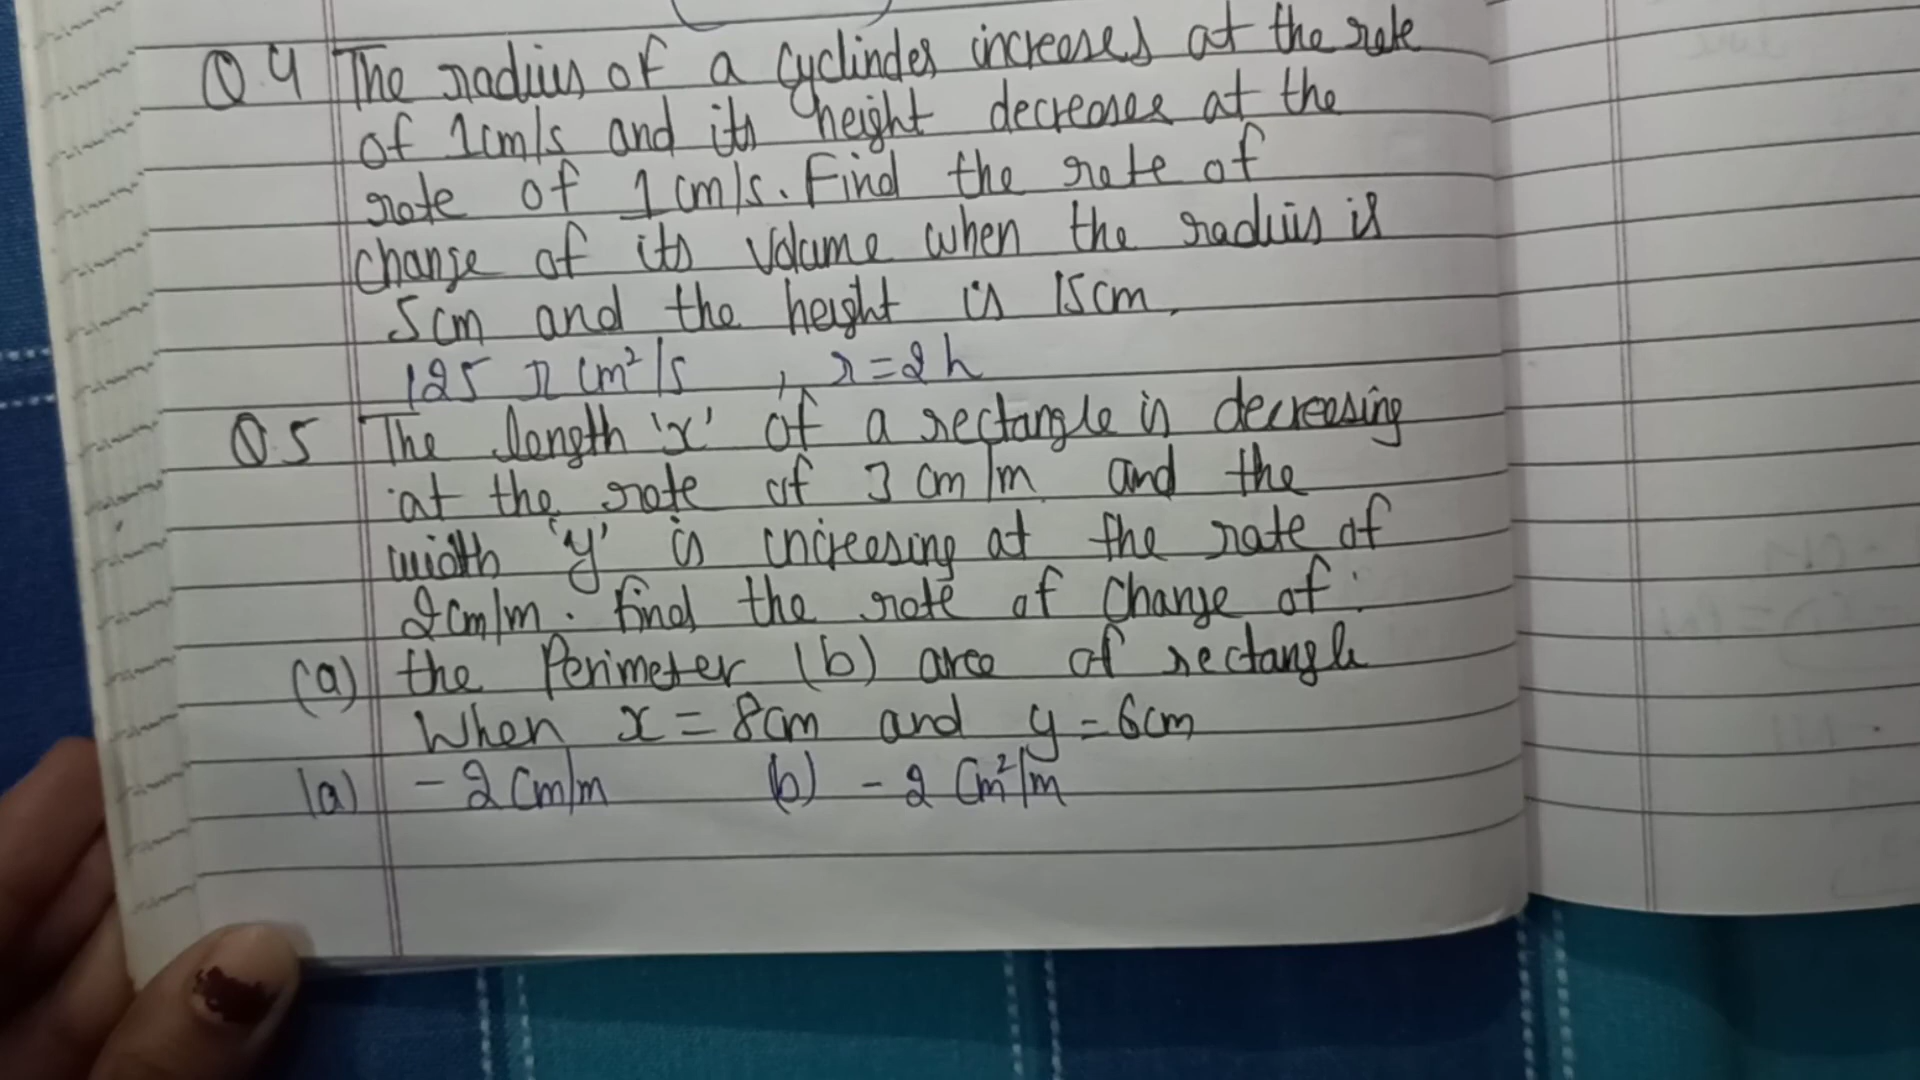 Q 4 The radius of a cyclinder increases at the rate
of 1cm/s and its height decreases at the
rate of 1 cm/s. Find the rate of
change of its volume when the radius is
5cm and the height is 15cm.
125 π cm²/s , r=2h
Q 5 The length 'x' of a rectangle is decreasing
at the rate of 3 cm/m and the
width 'y' is increasing at the rate of
2cm/m. find the rate of change of :
(a) the Perimeter (b) area of rectangle
When x = 8cm and y = 6cm
(a) - 2 cm/m (b) - 2 cm²/m